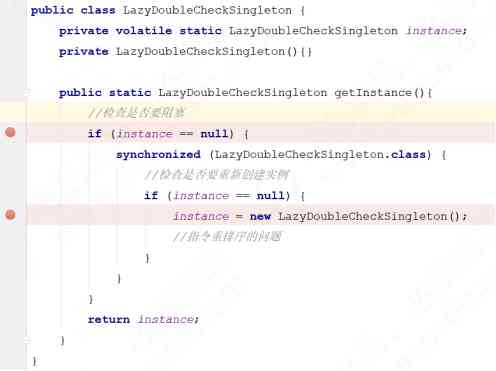 public class LazyDoubleCheckSingleton {
private volatile static LazyDoubleCheckSingleton instance;
private LazyDoubleCheckSingleton(){}
public static LazyDoubleCheckSingleton getInstance(){
//检查是否要阻塞
if (instance == null) {
synchronized (LazyDoubleCheckSingleton.class) {
//检查是否要重新创建实例
if (instance == null) {
instance = new LazyDoubleCheckSingleton();
//指令重排序的问题
}
}
}
return instance;
}
}